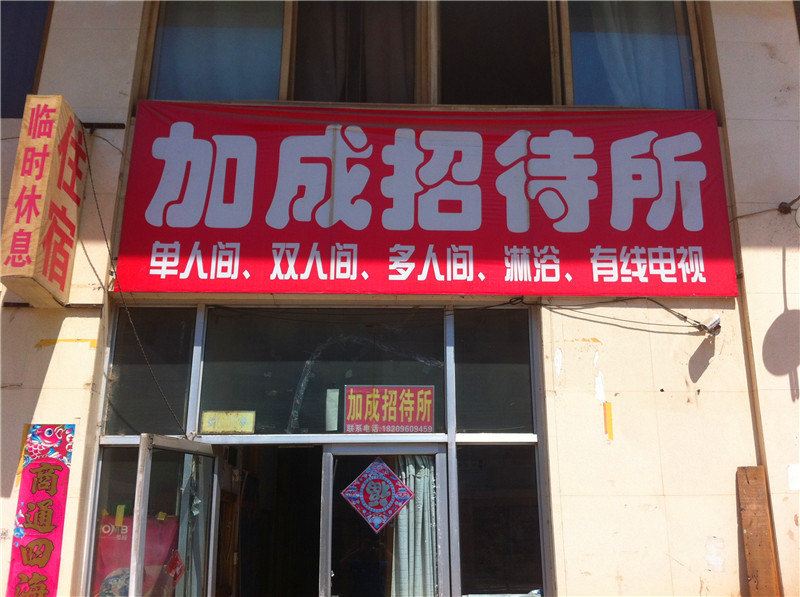 加成招待所
单人间、双人间、多人间、淋浴、有线电视
住宿
临时休息
加成招待所
联系电话:18209609459
福
商通四海